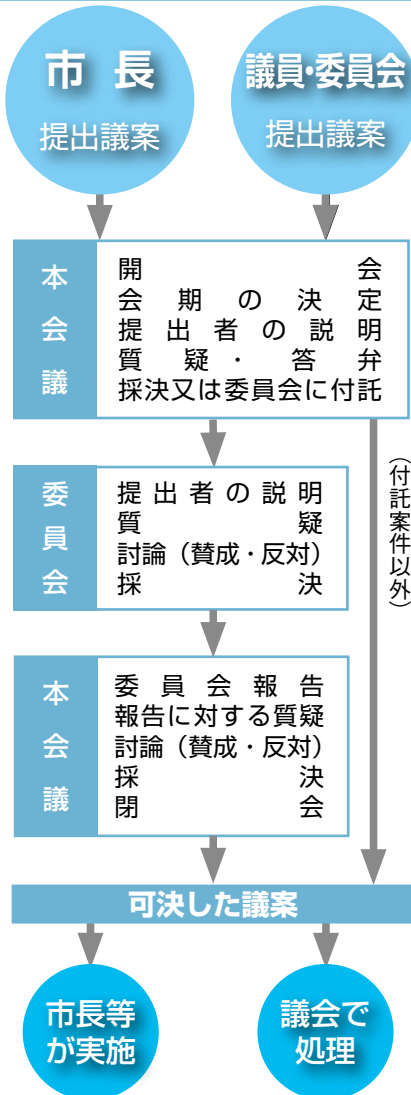 市長
提出議案
議員・委員会
提出議案
本会議
開会
会期の決定
提出者の説明
質疑・答弁
採決又は委員会に付託
(付託案件以外)
委員会
提出者の説明
質疑
討論（賛成・反対）
採決
本会議
委員会報告
報告に対する質疑
討論（賛成・反対）
採決
閉会
可決した議案
市長等
が実施
議会で
処理